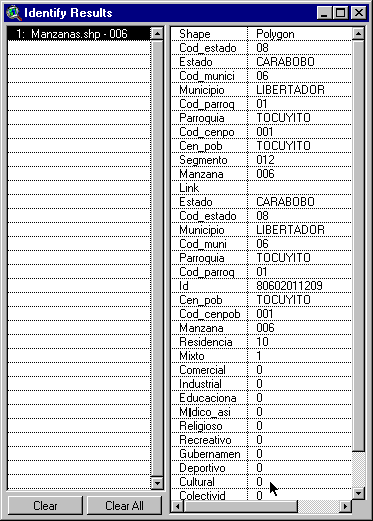 Identify Results
1: Manzanas.shp - 006
Shape Polygon
Cod_estado 08
Estado CARABOBO
Cod_munici 06
Municipio LIBERTADOR
Cod_parroq 01
Parroquia TOCUYITO
Cod_cenpo 001
Cen_pob TOCUYITO
Segmento 012
Manzana 006
Link
Estado CARABOBO
Cod_estado 08
Municipio LIBERTADOR
Cod_muni 06
Parroquia TOCUYITO
Cod_parroq 01
Id 80602011209
Cen_pob TOCUYITO
Cod_cenpob 001
Manzana 006
Residencia 10
Mixto 1
Comercial 0
Industrial 0
Educaciona 0
MIdico_asi 0
Religioso 0
Recreativo 0
Gubernamen 0
Deportivo 0
Cultural 0
Colectivid 0
Clear Clear All